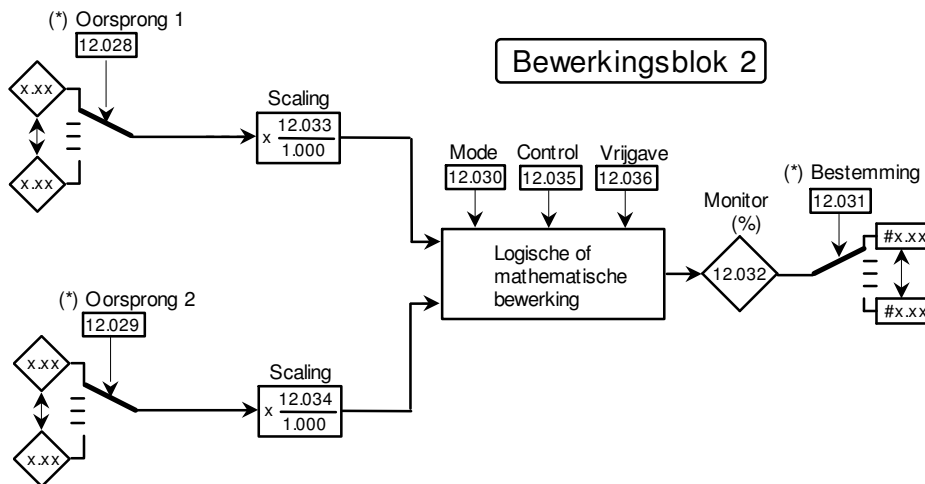 (*) Oorsprong 1
12.028
Bewerkingsblok 2
x.xx
x.xx
Scaling
x 12.033
1.000
Mode
12.030
Control
12.035
Vrijgave
12.036
Logische of
mathematische
bewerking
Monitor
(%)
12.032
(*) Bestemming
12.031
#x.xx
#x.xx
(*) Oorsprong 2
12.029
x.xx
x.xx
Scaling
x 12.034
1.000